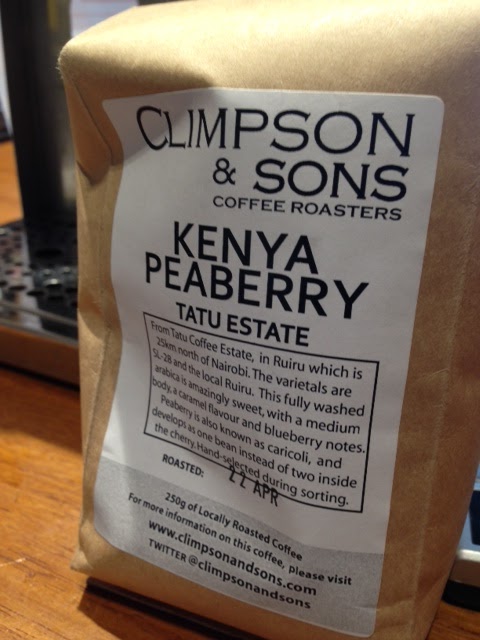 CLIMPSON
& SONS
COFFEE ROASTERS
KENYA
PEABERRY
TATU ESTATE
From Tatu Coffee Estate, in Ruiru which is
25km north of Nairobi. The varietals are
SL-28 and the local Ruiru. This fully washed
arabica is amazingly sweet, with a medium
body, a caramel flavour and blueberry notes.
Peaberry is also known as caricoli, and
develops as one bean instead of two inside
the cherry. Hand-selected during sorting.
ROASTED: 22 APR
250g of Locally Roasted Coffee
For more information on this coffee, please visit
www.climpsonandsons.com
TWITTER @climpsonandsons